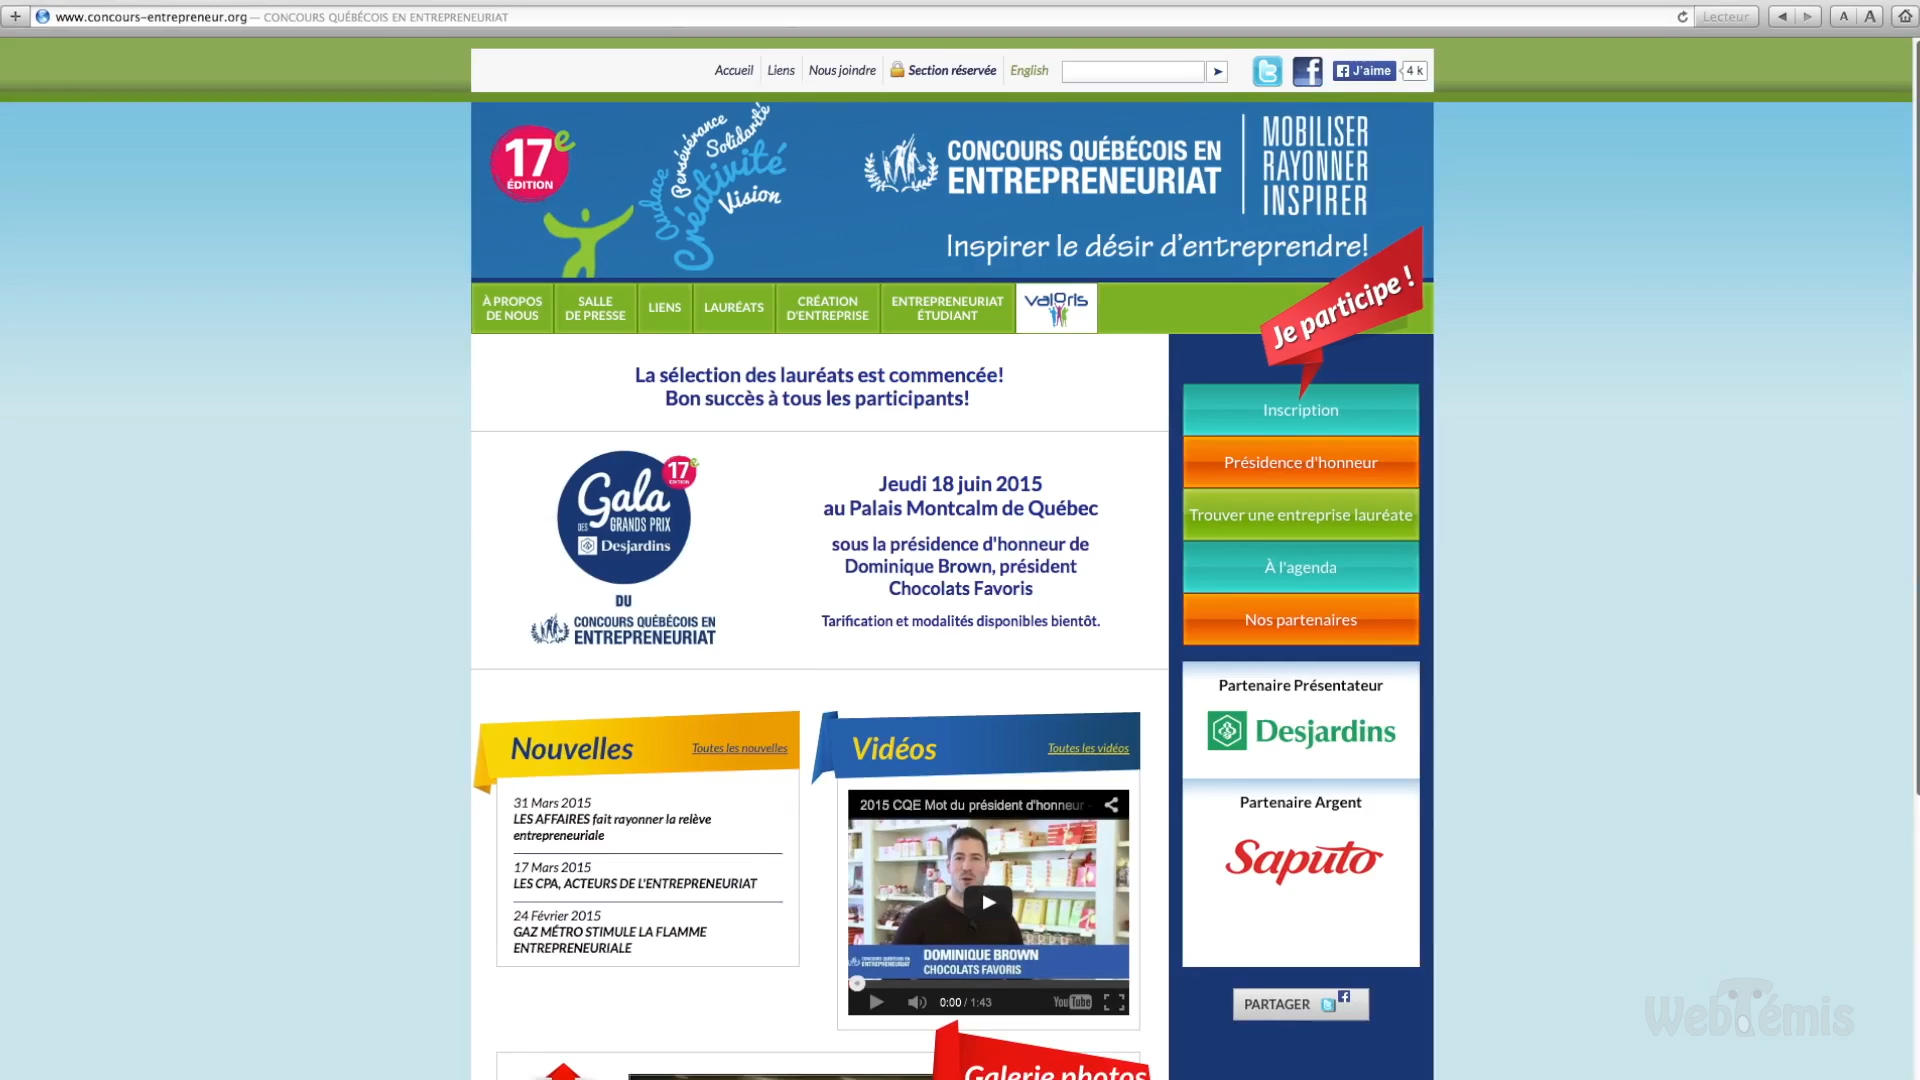 www.concours-entrepreneur.org — CONCOURS QUÉBÉCOIS EN ENTREPRENEURIAT
Lecteur
A A
Accueil Liens Nous joindre Section réservée English
J'aime 4 k
17e
ÉDITION
Audace
Persévérance
Solidarité
Créativité
Vision
CONCOURS QUÉBÉCOIS EN
ENTREPRENEURIAT
MOBILISER
RAYONNER
INSPIRER
Inspirer le désir d'entreprendre!
Je participe !
À PROPOS
DE NOUS
SALLE
DE PRESSE
LIENS
LAURÉATS
CRÉATION
D'ENTREPRISE
ENTREPRENEURIAT
ÉTUDIANT
valoris
La sélection des lauréats est commencée!
Bon succès à tous les participants!
Gala
DES GRANDS PRIX
Desjardins
17e
ÉDITION
DU
CONCOURS QUÉBÉCOIS EN
ENTREPRENEURIAT
Jeudi 18 juin 2015
au Palais Montcalm de Québec
sous la présidence d'honneur de
Dominique Brown, président
Chocolats Favoris
Tarification et modalités disponibles bientôt.
Inscription
Présidence d'honneur
Trouver une entreprise lauréate
À l'agenda
Nos partenaires
Partenaire Présentateur
Desjardins
Partenaire Argent
Saputo
PARTAGER
Nouvelles
Toutes les nouvelles
31 Mars 2015
LES AFFAIRES fait rayonner la relève
entrepreneuriale
17 Mars 2015
LES CPA, ACTEURS DE L'ENTREPRENEURIAT
24 Février 2015
GAZ MÉTRO STIMULE LA FLAMME
ENTREPRENEURIALE
Vidéos
Toutes les vidéos
2015 CQE Mot du président d'honneur -
CONCOURS QUÉBÉCOIS EN
ENTREPRENEURIAT
DOMINIQUE BROWN
CHOCOLATS FAVORIS
0:00 / 1:43
YouTube
Galerie photos
WebTémis